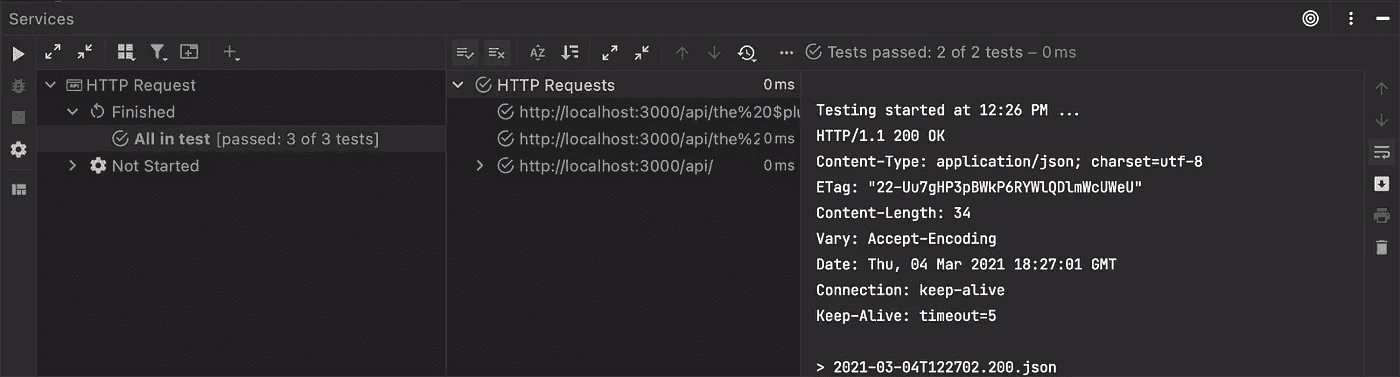 Services
Tests passed: 2 of 2 tests – 0 ms
HTTP Request
Finished
All in test [passed: 3 of 3 tests]
Not Started
HTTP Requests 0 ms
http://localhost:3000/api/the%20$plu 0 ms
http://localhost:3000/api/the%2 0 ms
http://localhost:3000/api/ 0 ms
Testing started at 12:26 PM ...
HTTP/1.1 200 OK
Content-Type: application/json; charset=utf-8
ETag: "22-Uu7gHP3pBWkP6RYWlQDlmWcUWeU"
Content-Length: 34
Vary: Accept-Encoding
Date: Thu, 04 Mar 2021 18:27:01 GMT
Connection: keep-alive
Keep-Alive: timeout=5
> 2021-03-04T122702.200.json